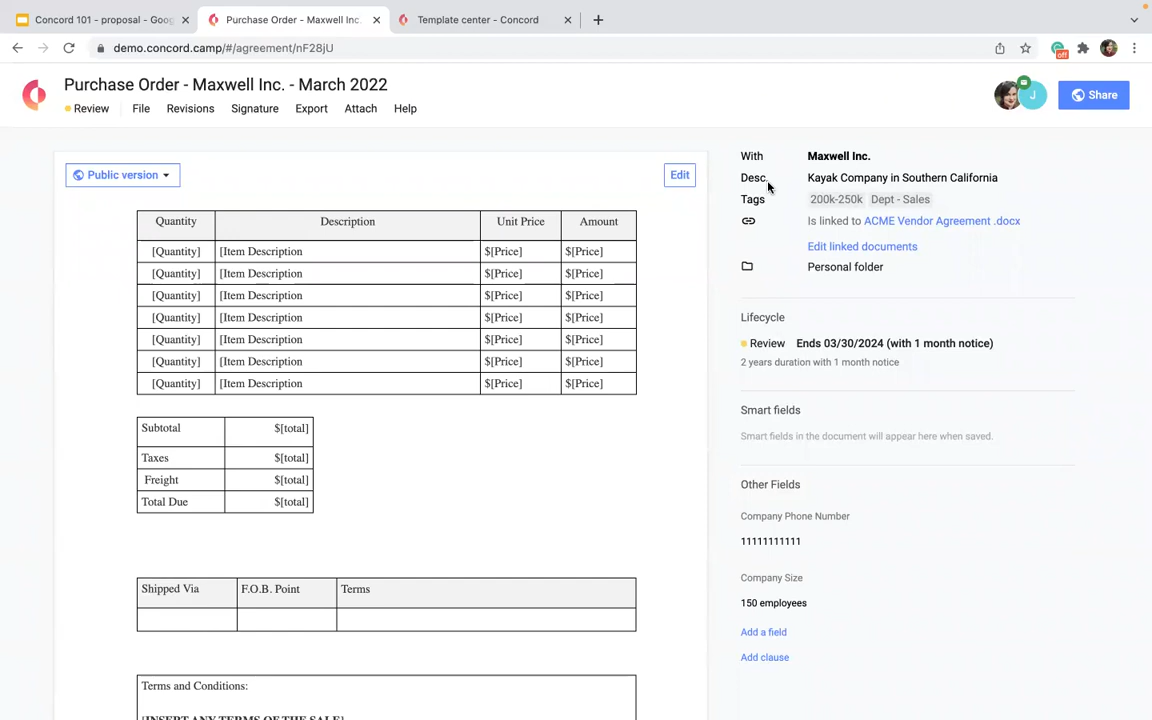 Concord 101 - proposal - Goog
Purchase Order - Maxwell Inc.
Template center - Concord
demo.concord.camp/#/agreement/nF28jU
off
Purchase Order - Maxwell Inc. - March 2022
Review File Revisions Signature Export Attach Help
J
Share
Public version
Edit
Quantity Description Unit Price Amount
[Quantity] [Item Description $[Price] $[Price]
[Quantity] [Item Description $[Price] $[Price]
[Quantity] [Item Description $[Price] $[Price]
[Quantity] [Item Description $[Price] $[Price]
[Quantity] [Item Description $[Price] $[Price]
[Quantity] [Item Description $[Price] $[Price]
[Quantity] [Item Description $[Price] $[Price]
Subtotal $[total]
Taxes $[total]
Freight $[total]
Total Due $[total]
Shipped Via F.O.B. Point Terms
Terms and Conditions:
[INSERT ANY TERMS OF THE SALE]
With Maxwell Inc.
Desc. Kayak Company in Southern California
Tags 200k-250k Dept - Sales
Is linked to ACME Vendor Agreement .docx
Edit linked documents
Personal folder
Lifecycle
Review Ends 03/30/2024 (with 1 month notice)
2 years duration with 1 month notice
Smart fields
Smart fields in the document will appear here when saved.
Other Fields
Company Phone Number
11111111111
Company Size
150 employees
Add a field
Add clause